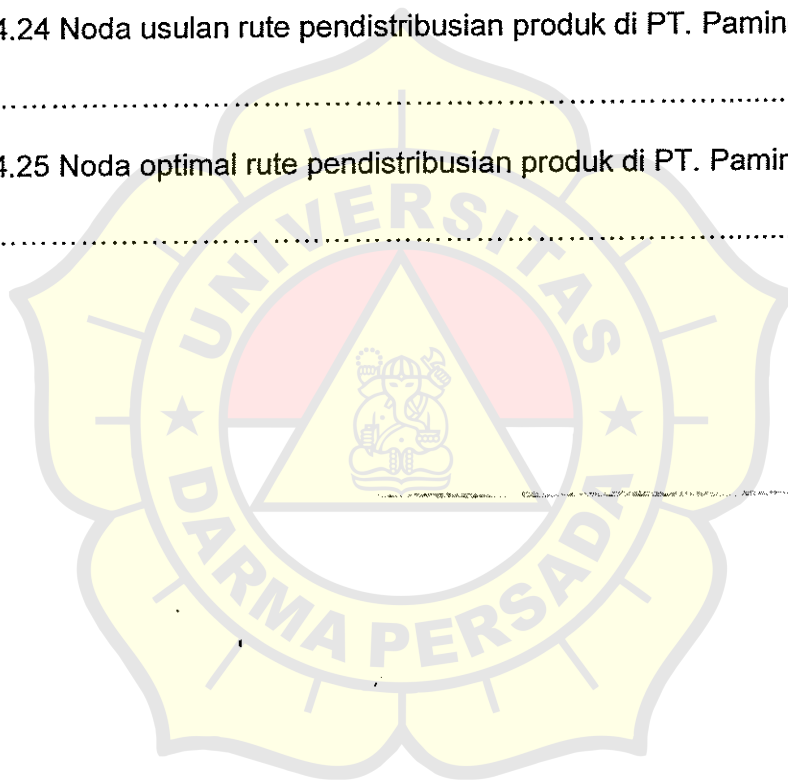 4.24 Noda usulan rute pendistribusian produk di PT. Pamin
................................................................
4.25 Noda optimal rute pendistribusian produk di PT. Pamin
................................................................
UNIVERSITAS
DARMA PERSADA